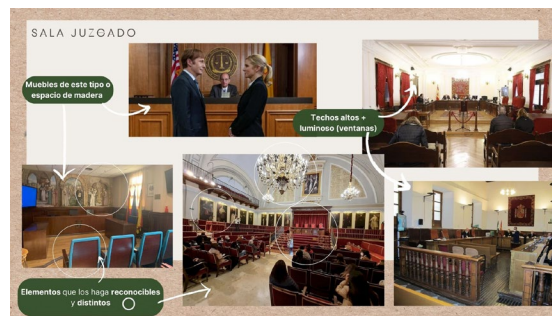 SALA JUZGADO
Muebles de este tipo o
espacio de madera
Techos altos +
luminoso (ventanas)
Elementos que los haga reconocibles
y distintos